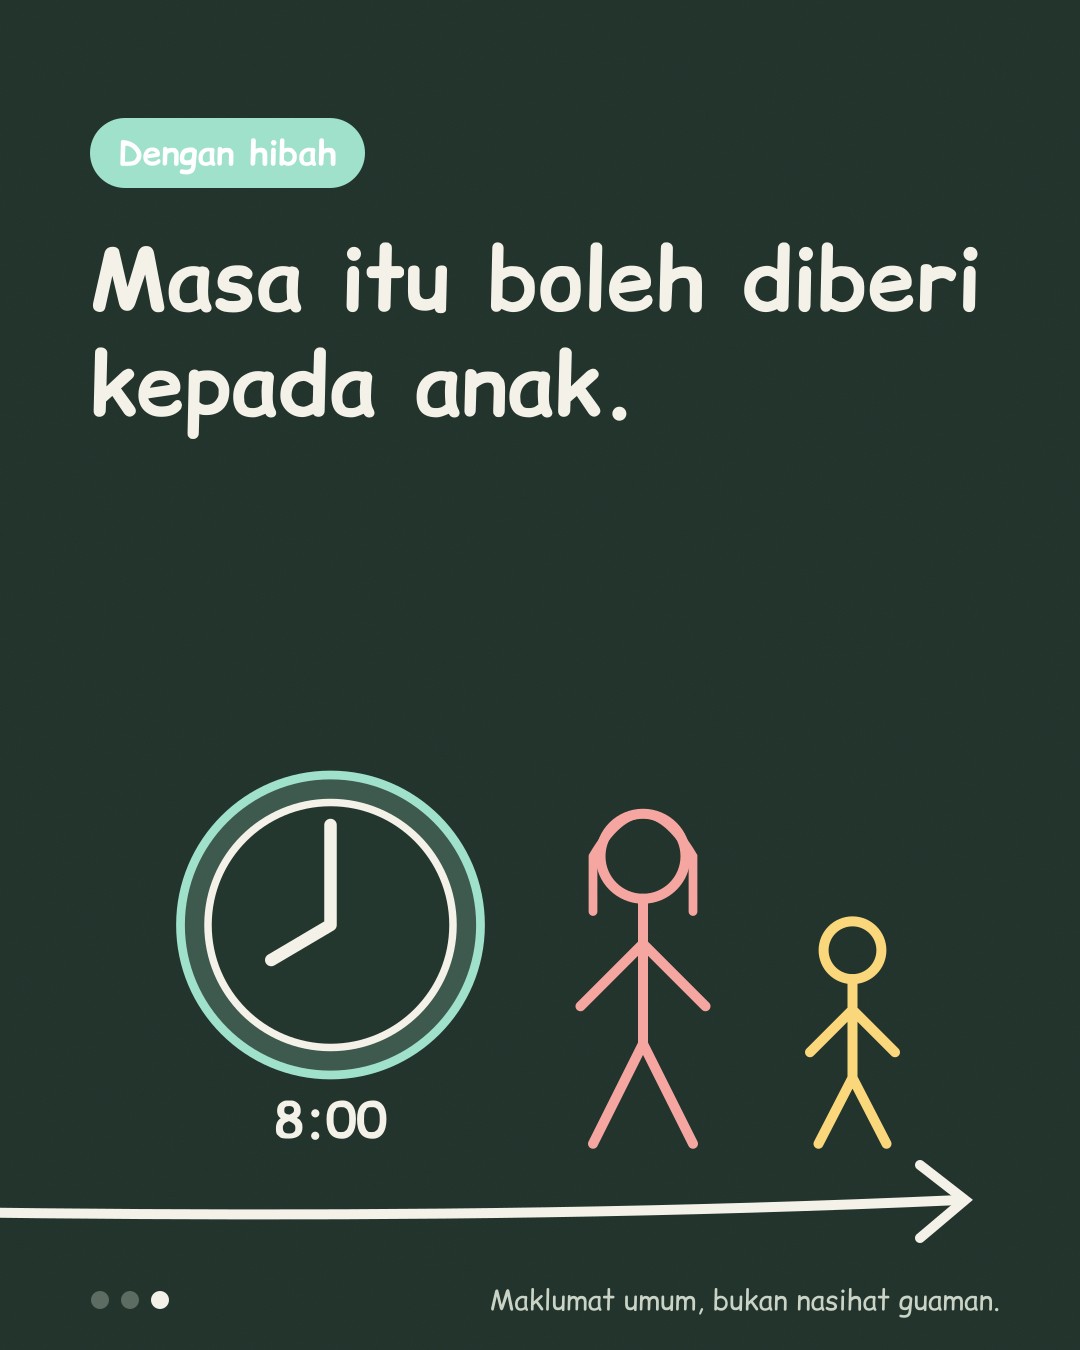 Dengan hibah
Masa itu boleh diberi
kepada anak.
8:00
Maklumat umum, bukan nasihat guaman.